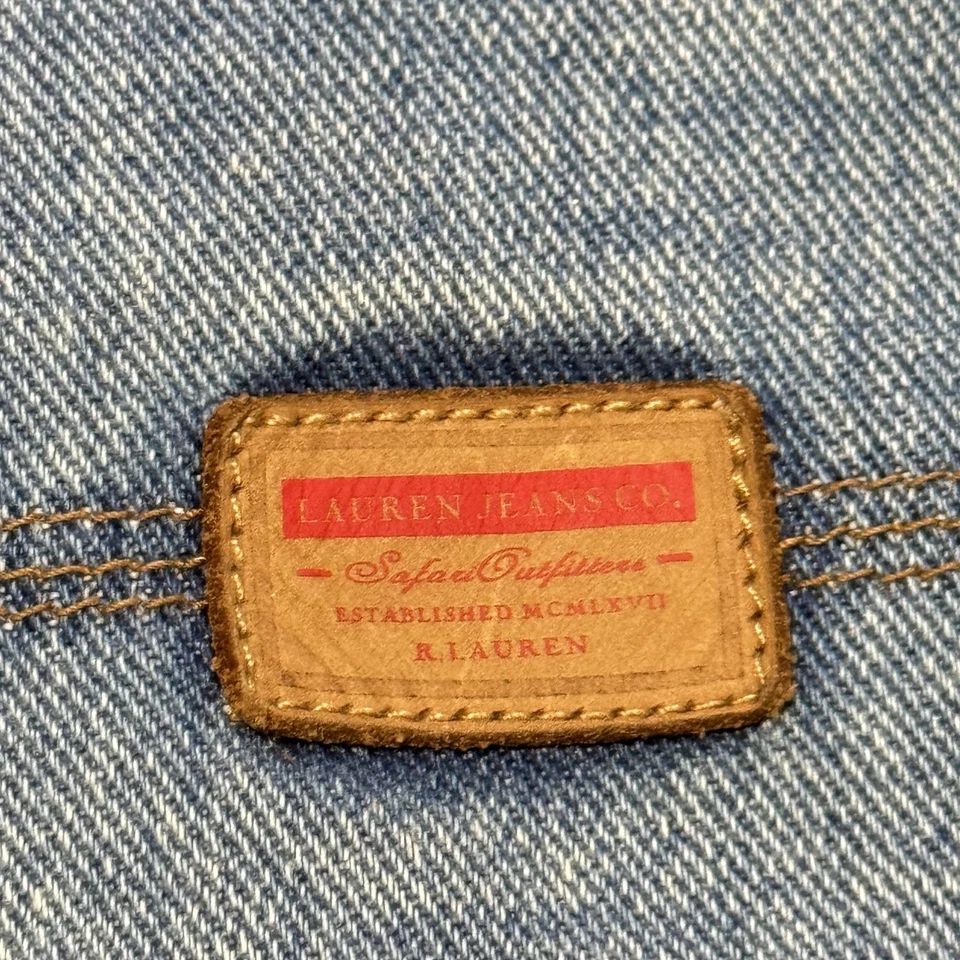 LAUREN JEANS CO.
Safari Outfitters
ESTABLISHED MCMLXVII
R. LAUREN